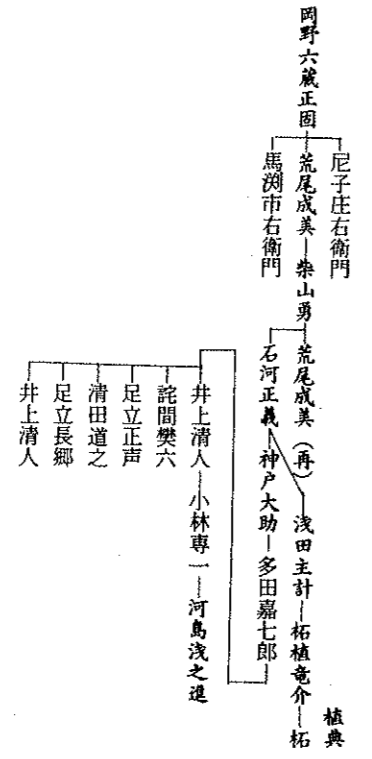 岡野六蔵正固
尼子庄右衛門
荒尾成美―柴山勇
馬渕市右衛門
荒尾成美（再）
浅田主計―柘植竜介―柘
植典
石河正義―神戸大助―多田嘉七郎
井上清人―小林専一―河島浅之進
詫間樊六
足立正声
清田道之
足立長郷
井上清人